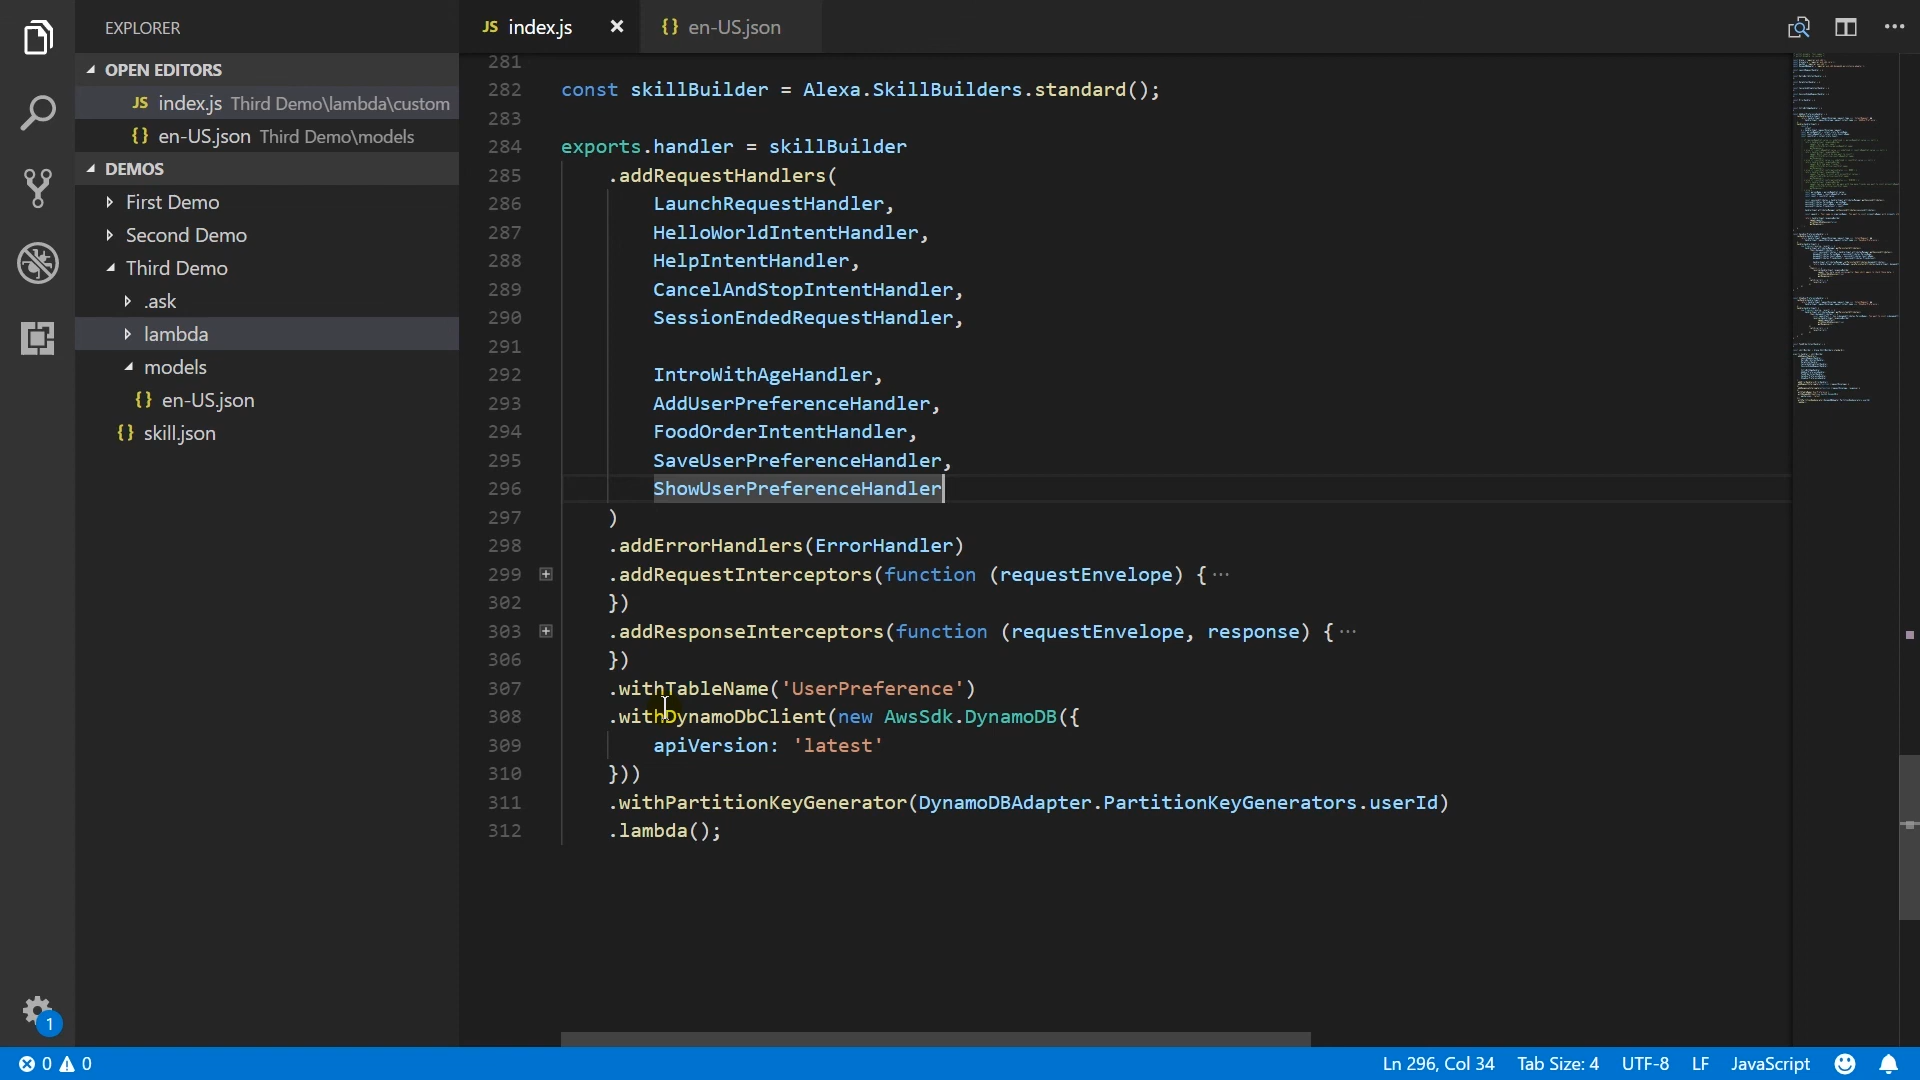 EXPLORER
OPEN EDITORS
JS index.js Third Demo\lambda\custom
{} en-US.json Third Demo\models
DEMOS
First Demo
Second Demo
Third Demo
.ask
lambda
models
{} en-US.json
{} skill.json
JS index.js ×
{} en-US.json
281
282 const skillBuilder = Alexa.SkillBuilders.standard();
283
284 exports.handler = skillBuilder
285 .addRequestHandlers(
286 LaunchRequestHandler,
287 HelloWorldIntentHandler,
288 HelpIntentHandler,
289 CancelAndStopIntentHandler,
290 SessionEndedRequestHandler,
291
292 IntroWithAgeHandler,
293 AddUserPreferenceHandler,
294 FoodOrderIntentHandler,
295 SaveUserPreferenceHandler,
296 ShowUserPreferenceHandler
297 )
298 .addErrorHandlers(ErrorHandler)
299 .addRequestInterceptors(function (requestEnvelope) {···
302 })
303 .addResponseInterceptors(function (requestEnvelope, response) {···
306 })
307 .withTableName('UserPreference')
308 .withDynamoDbClient(new AwsSdk.DynamoDB({
309 apiVersion: 'latest'
310 }))
311 .withPartitionKeyGenerator(DynamoDBAdapter.PartitionKeyGenerators.userId)
312 .lambda();
1
0 0
Ln 296, Col 34 Tab Size: 4 UTF-8 LF JavaScript